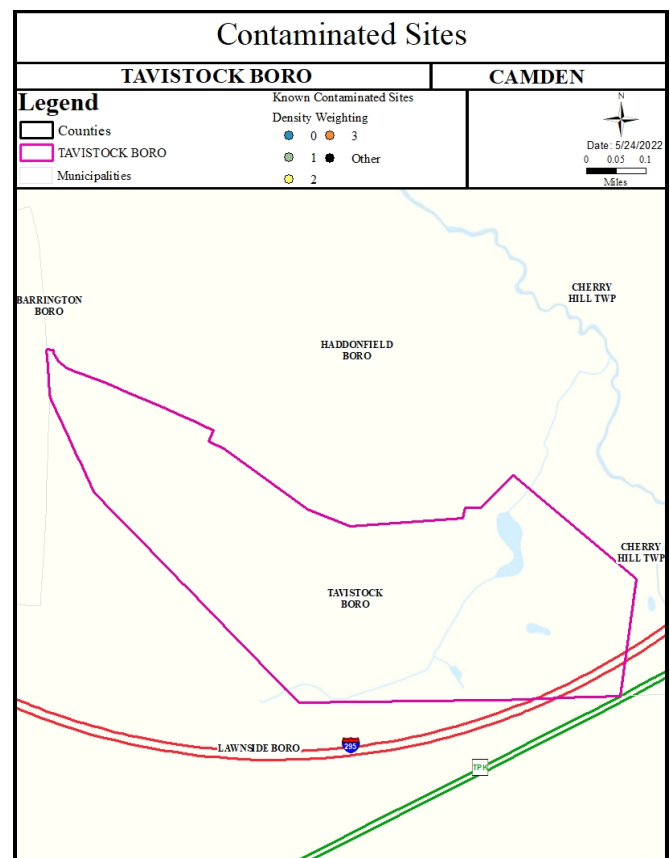 Contaminated Sites
TAVISTOCK BORO
CAMDEN
Legend
Counties
TAVISTOCK BORO
Municipalities
Known Contaminated Sites
Density Weighting
0
3
1
Other
2
N
Date: 5/24/2022
0 0.05 0.1
Miles
BARRINGTON
BORO
HADDONFIELD
BORO
CHERRY
HILL TWP
CHERRY
HILL TWP
TAVISTOCK
BORO
LAWNSIDE BORO
295
TPK